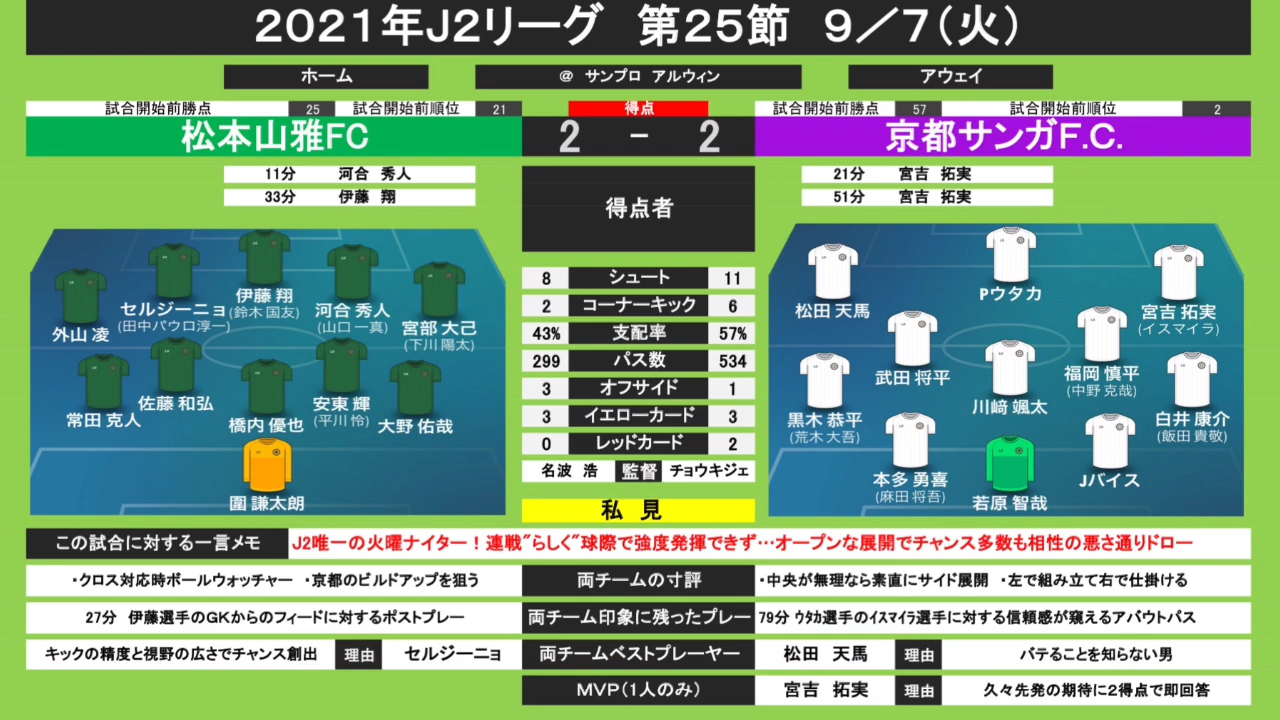 2021年J2リーグ　第25節　9／7（火）
ホーム
＠ サンプロ アルウィン
アウェイ
試合開始前勝点 25 試合開始前順位 21
得点
試合開始前勝点 57 試合開始前順位 2
松本山雅FC 2 － 2 京都サンガF.C.
11分 河合 秀人
33分 伊藤 翔
得点者
21分 宮吉 拓実
51分 宮吉 拓実
外山 凌
セルジーニョ
(田中パウロ淳一)
伊藤 翔
(鈴木 国友)
河合 秀人
(山口 一真)
宮部 大己
(下川 陽太)
常田 克人
佐藤 和弘
橋内 優也
安東 輝
(平川 怜)
大野 佑哉
圍 謙太朗
8 シュート 11
2 コーナーキック 6
43% 支配率 57%
299 パス数 534
3 オフサイド 1
3 イエローカード 3
0 レッドカード 2
名波 浩 監督 チョウキジェ
私 見
松田 天馬
Pウタカ
宮吉 拓実
(イスマイラ)
武田 将平
川﨑 颯太
福岡 慎平
(中野 克哉)
黒木 恭平
(荒木 大吾)
白井 康介
(飯田 貴敬)
本多 勇喜
(麻田 将吾)
若原 智哉
Jバイス
この試合に対する一言メモ J2唯一の火曜ナイター！連戦”らしく”球際で強度発揮できず…オープンな展開でチャンス多数も相性の悪さ通りドロー
・クロス対応時ボールウォッチャー ・京都のビルドアップを狙う 両チームの寸評 ・中央が無理なら素直にサイド展開 ・左で組み立て右で仕掛ける
27分 伊藤選手のGKからのフィードに対するポストプレー 両チーム印象に残ったプレー 79分 ウタカ選手のイスマイラ選手に対する信頼感が窺えるアバウトパス
キックの精度と視野の広さでチャンス創出 理由 セルジーニョ 両チームベストプレーヤー 松田 天馬 理由 バテることを知らない男
MVP（1人のみ） 宮吉 拓実 理由 久々先発の期待に2得点で即回答